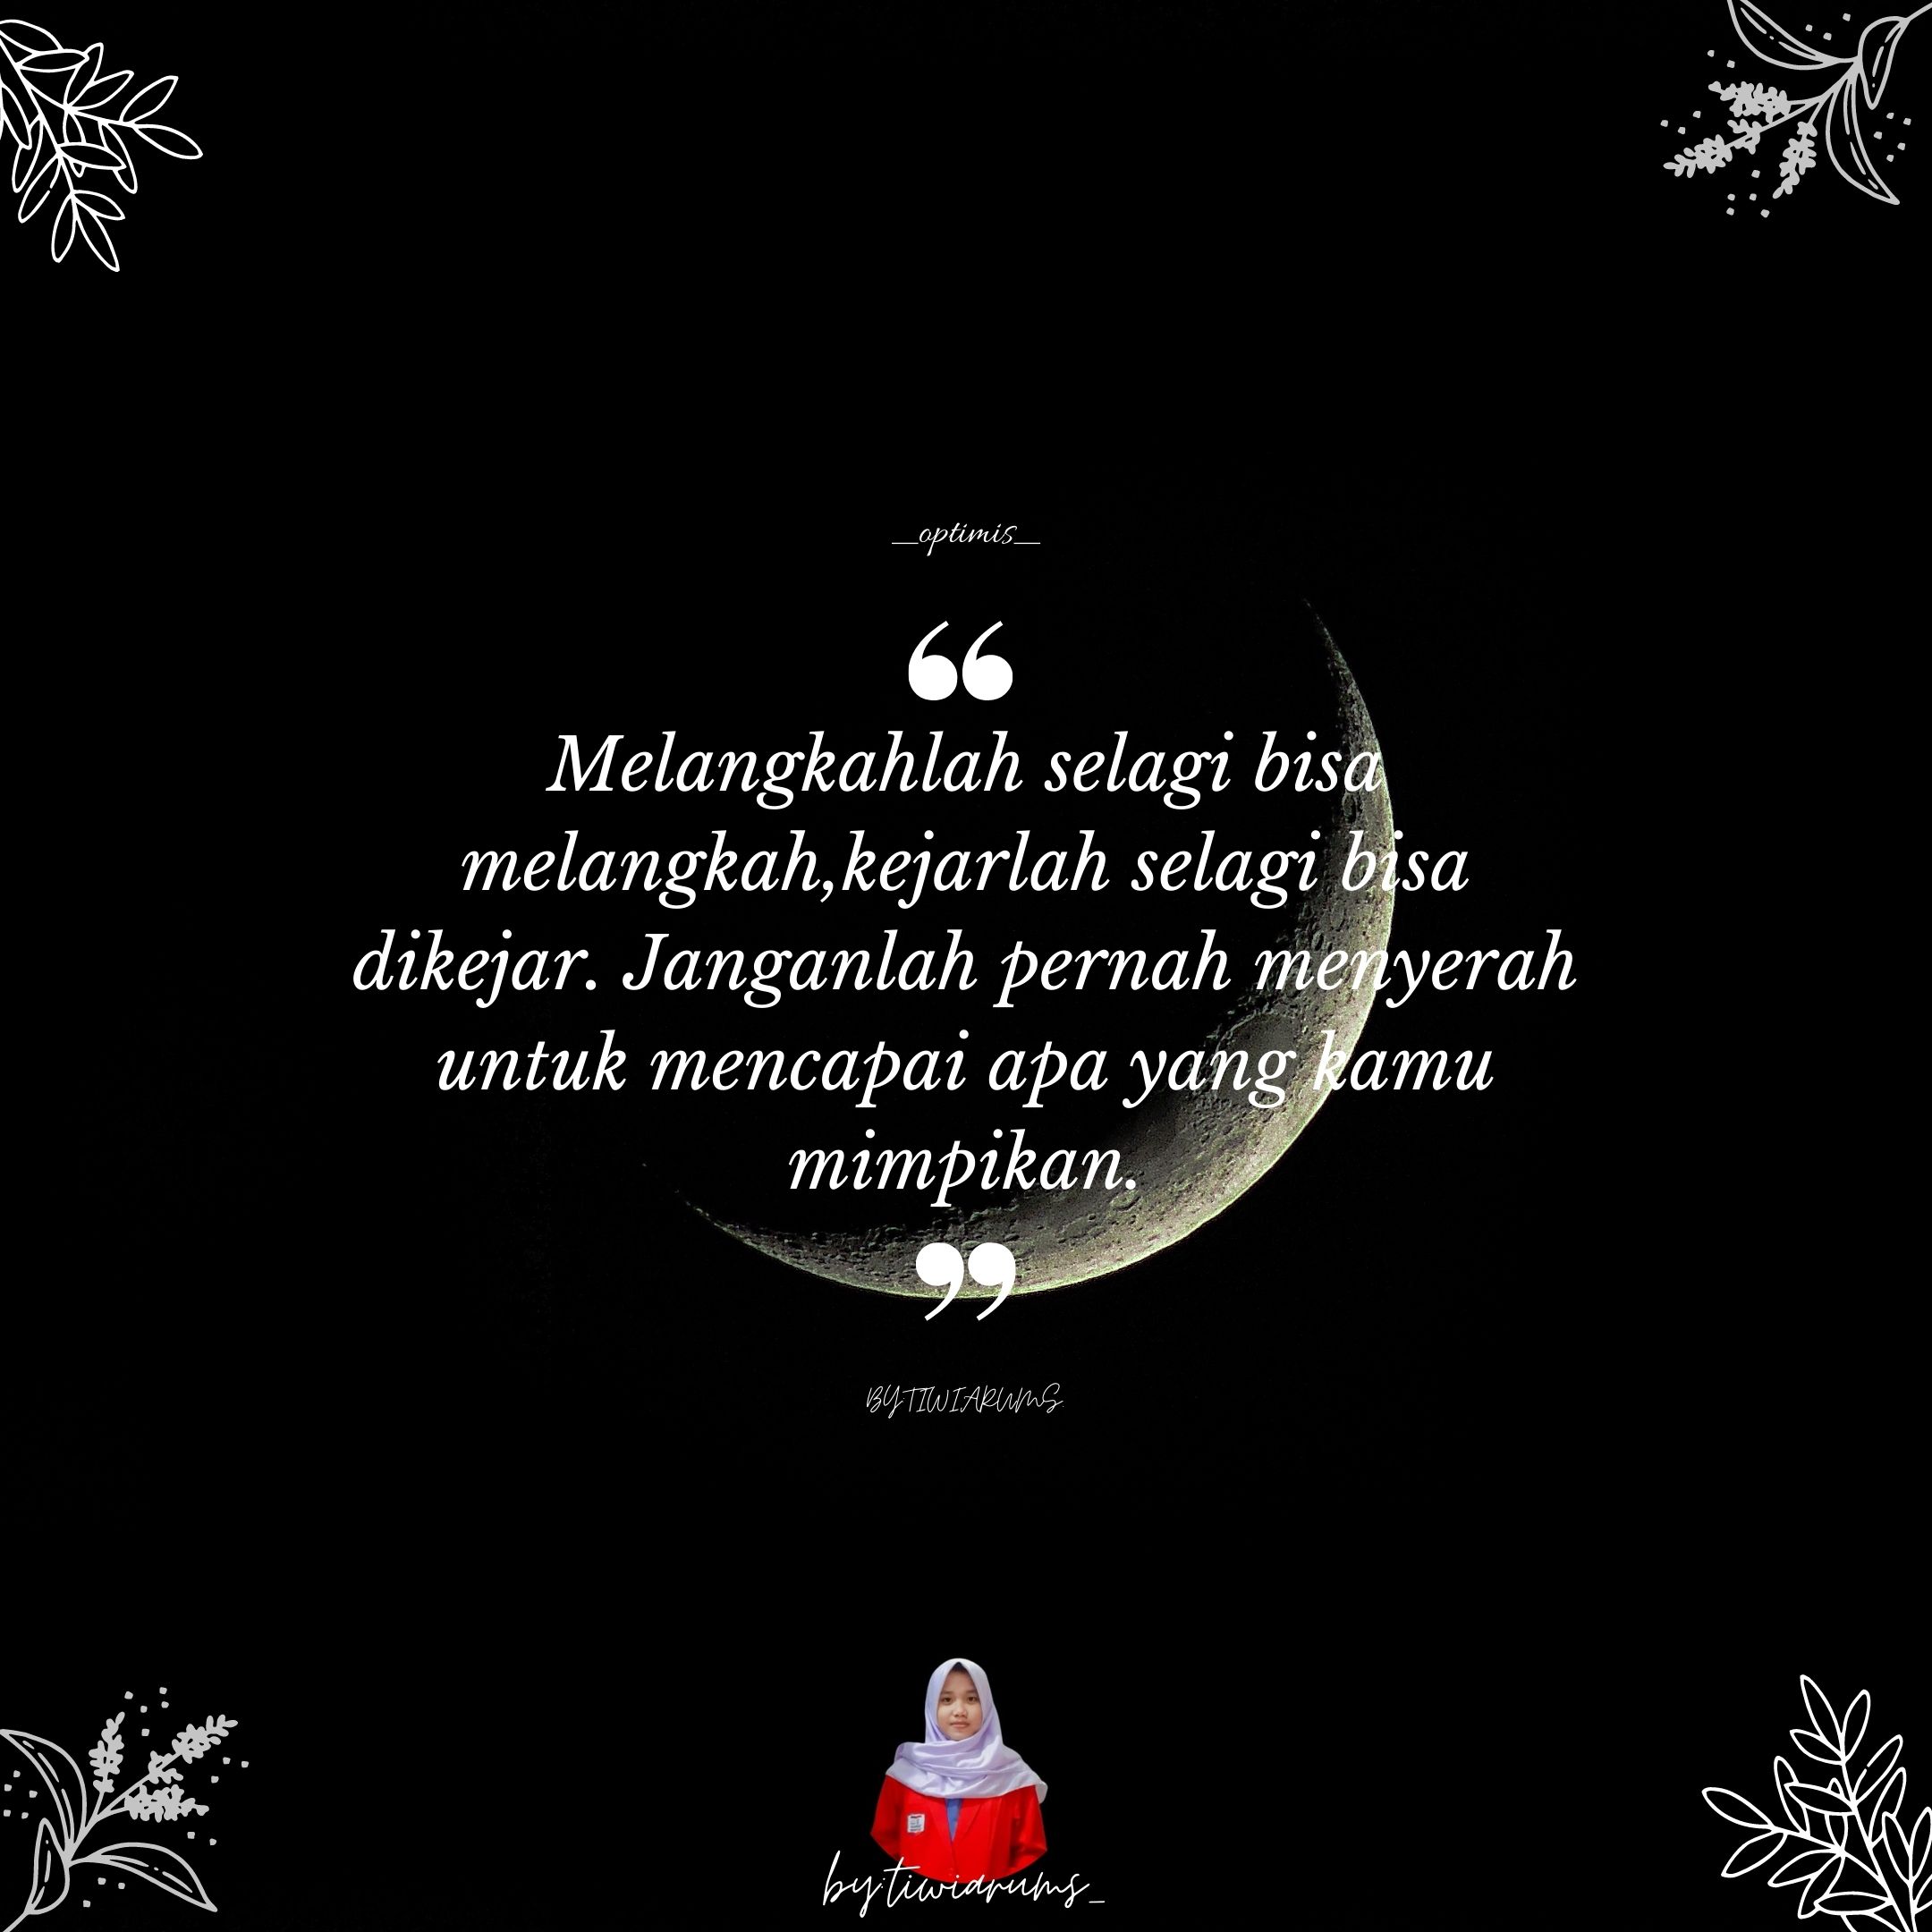 __optimis__
“
Melangkahlah selagi bisa
melangkah,kejarlah selagi bisa
dikejar. Janganlah pernah menyerah
untuk mencapai apa yang kamu
mimpikan.
”
BY:TIWIARUMS.
by:tiwiarums_